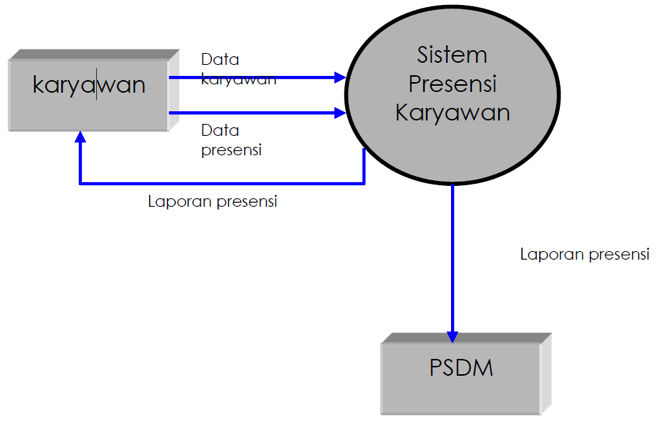 karyawan
Data
karyawan
Data
presensi
Sistem
Presensi
Karyawan
Laporan presensi
Laporan presensi
PSDM